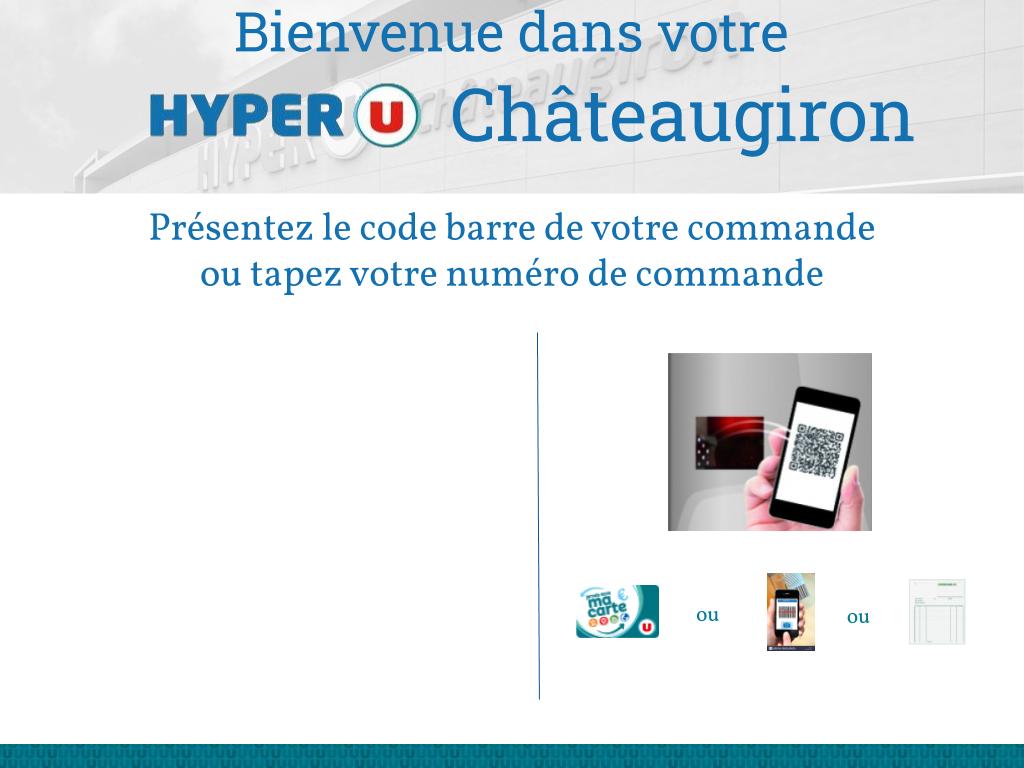 Bienvenue dans votre
HYPER U Châteaugiron
Présentez le code barre de votre commande
ou tapez votre numéro de commande
ma
carte
U
ou
ou